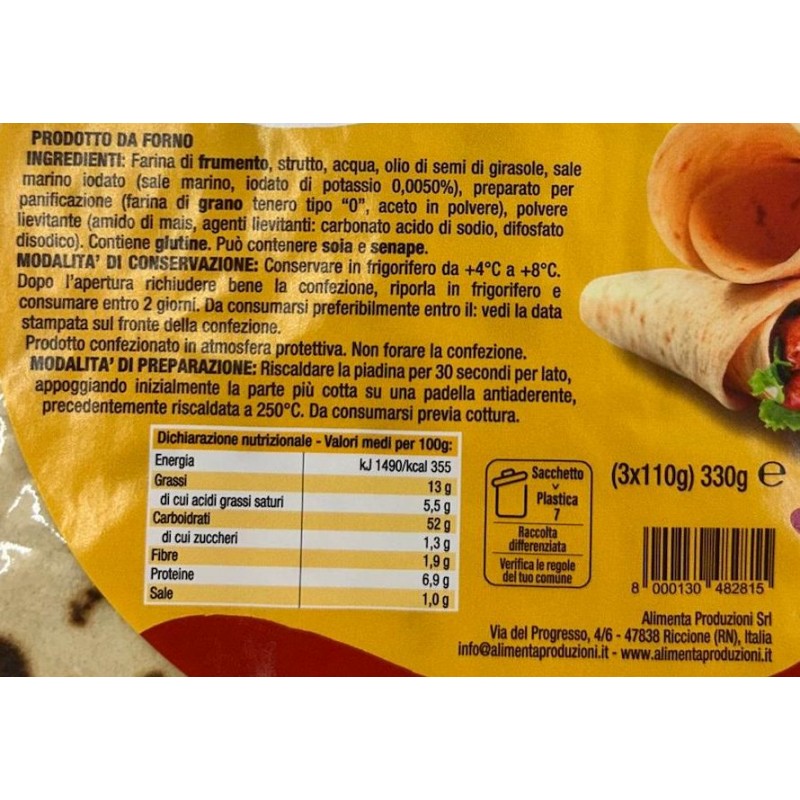 PRODOTTO DA FORNO
INGREDIENTI: Farina di frumento, strutto, acqua, olio di semi di girasole, sale
marino iodato (sale marino, iodato di potassio 0,0050%), preparato per
panificazione (farina di grano tenero tipo “0”, aceto in polvere), polvere
lievitante (amido di mais, agenti lievitanti: carbonato acido di sodio, difosfato
disodico). Contiene glutine. Può contenere soia e senape.
MODALITA’ DI CONSERVAZIONE: Conservare in frigorifero da +4°C a +8°C.
Dopo l’apertura richiudere bene la confezione, riporla in frigorifero e
consumare entro 2 giorni. Da consumarsi preferibilmente entro il: vedi la data
stampata sul fronte della confezione.
Prodotto confezionato in atmosfera protettiva. Non forare la confezione.
MODALITA’ DI PREPARAZIONE: Riscaldare la piadina per 30 secondi per lato,
appoggiando inizialmente la parte più cotta su una padella antiaderente,
precedentemente riscaldata a 250°C. Da consumarsi previa cottura.
Dichiarazione nutrizionale - Valori medi per 100g:
Energia kJ 1490/kcal 355
Grassi 13 g
di cui acidi grassi saturi 5,5 g
Carboidrati 52 g
di cui zuccheri 1,3 g
Fibre 1,9 g
Proteine 6,9 g
Sale 1,0 g
Sacchetto
Plastica
7
Raccolta
differenziata
Verifica le regole
del tuo comune
(3x110g) 330g e
8 000130 482815
Alimenta Produzioni Srl
Via del Progresso, 4/6 - 47838 Riccione (RN), Italia
info@alimentaproduzioni.it - www.alimentaproduzioni.it